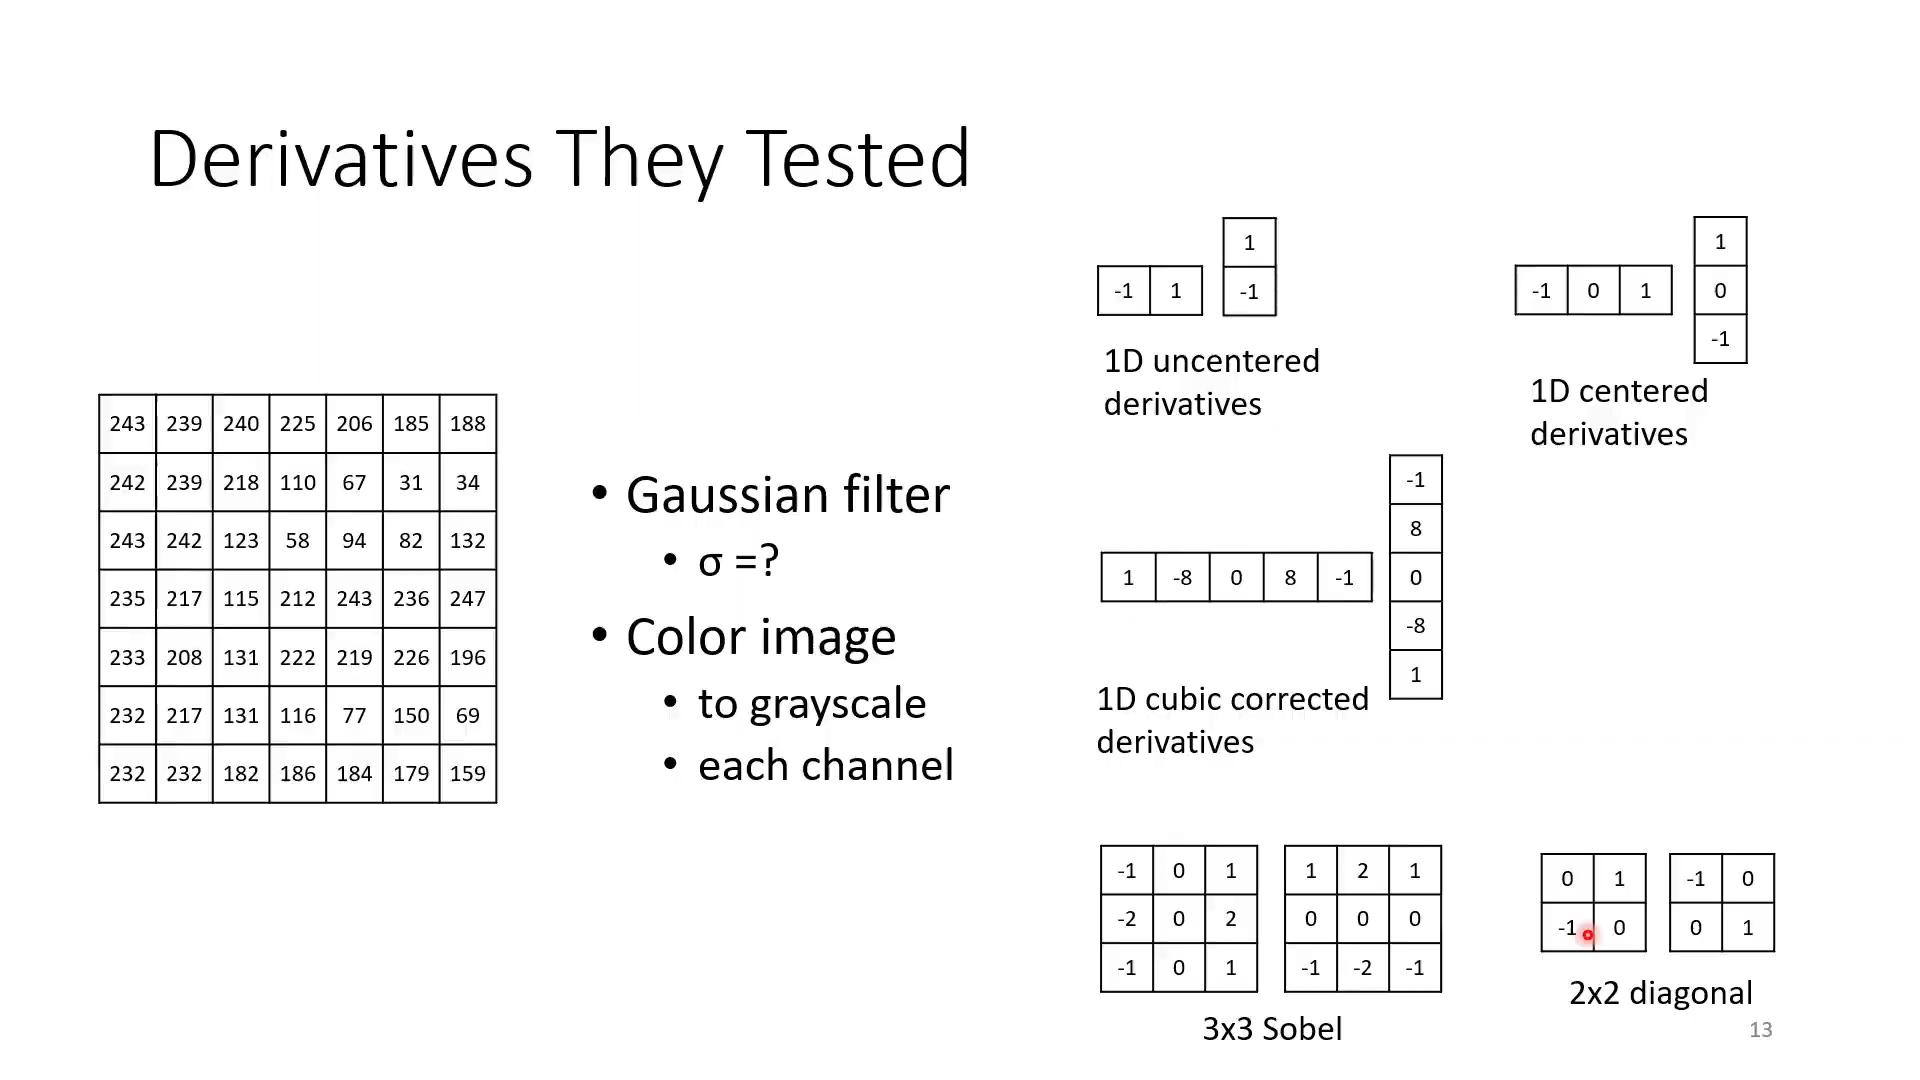 Derivatives They Tested
243 239 240 225 206 185 188
242 239 218 110 67 31 34
243 242 123 58 94 82 132
235 217 115 212 243 236 247
233 208 131 222 219 226 196
232 217 131 116 77 150 69
232 232 182 186 184 179 159
• Gaussian filter
• σ =?
• Color image
• to grayscale
• each channel
-1 1
1
-1
1D uncentered
derivatives
-1 0 1
1
0
-1
1D centered
derivatives
1 -8 0 8 -1
-1
8
0
-8
1
1D cubic corrected
derivatives
-1 0 1
-2 0 2
-1 0 1
1 2 1
0 0 0
-1 -2 -1
3x3 Sobel
0 1
-1 0
-1 0
0 1
2x2 diagonal
13